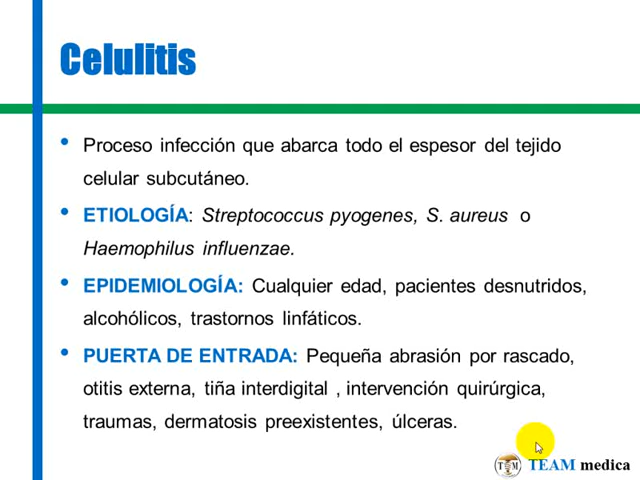 Celulitis
• Proceso infección que abarca todo el espesor del tejido
celular subcutáneo.
• ETIOLOGÍA: Streptococcus pyogenes, S. aureus o
Haemophilus influenzae.
• EPIDEMIOLOGÍA: Cualquier edad, pacientes desnutridos,
alcohólicos, trastornos linfáticos.
• PUERTA DE ENTRADA: Pequeña abrasión por rascado,
otitis externa, tiña interdigital , intervención quirúrgica,
traumas, dermatosis preexistentes, úlceras.
TEAM medica